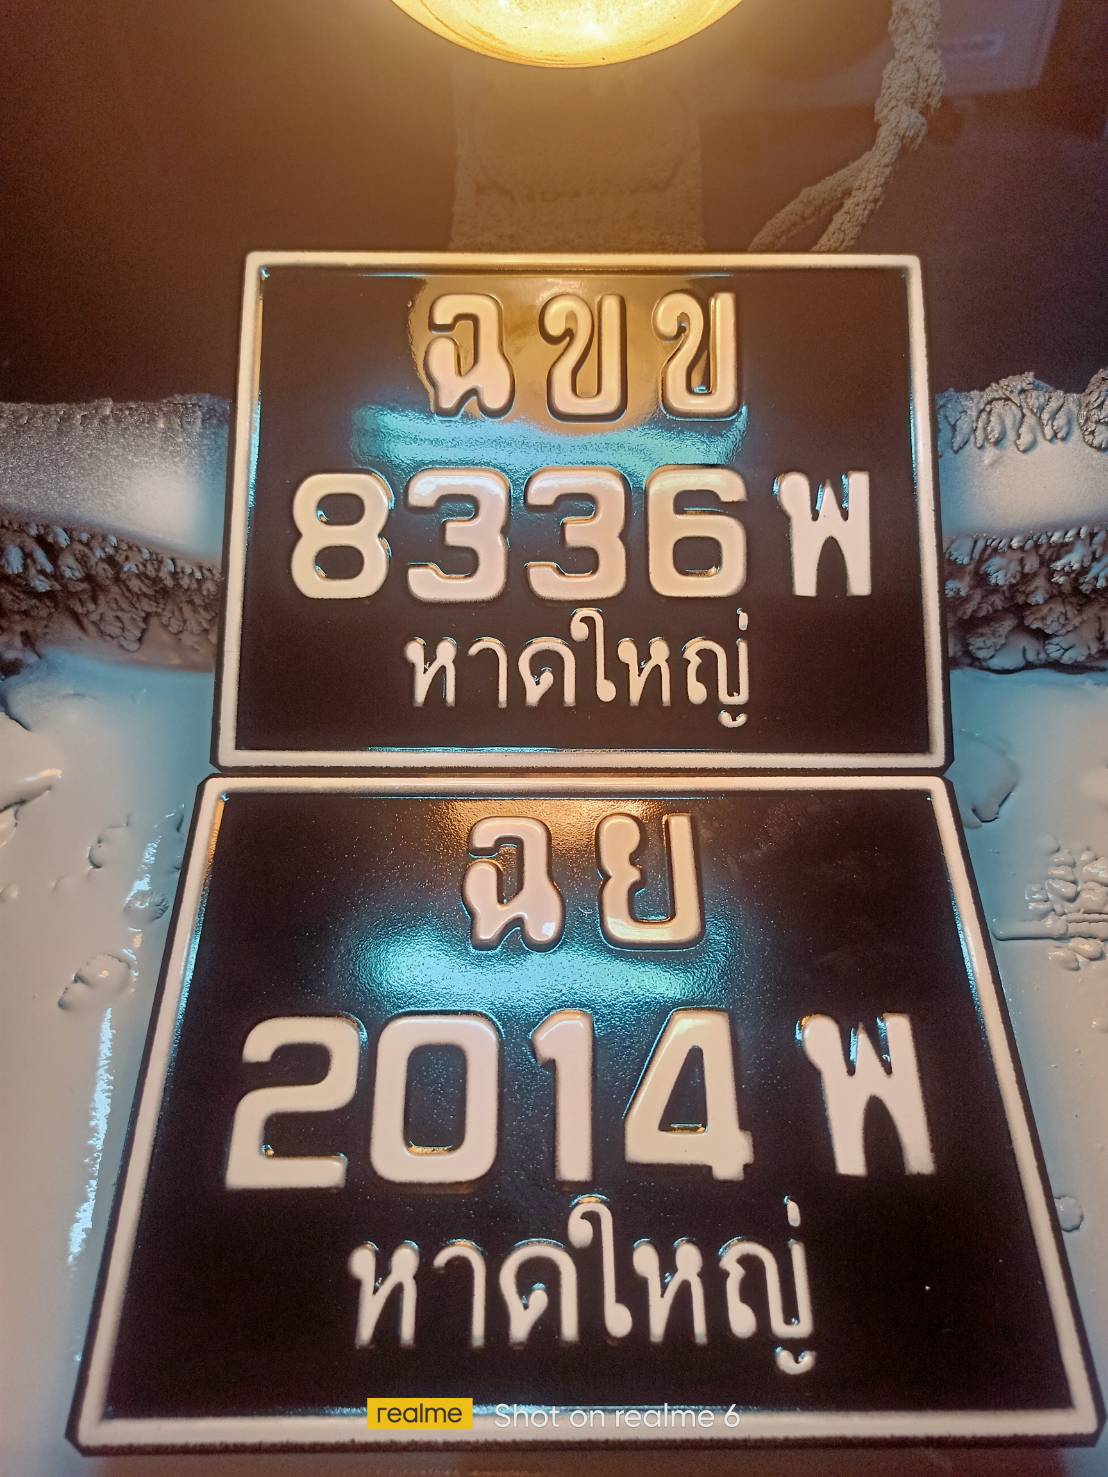 ฉขข
8336 พ
หาดใหญ่
ฉย
2014 พ
หาดใหญ่
realme Shot on realme 6